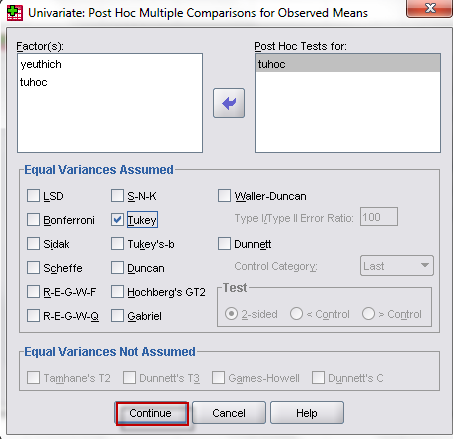 Univariate: Post Hoc Multiple Comparisons for Observed Means
Factor(s):
yeuthich
tuhoc
Post Hoc Tests for:
tuhoc
Equal Variances Assumed
LSD
S-N-K
Waller-Duncan
Bonferroni
Tukey
Type I/Type II Error Ratio: 100
Sidak
Tukey's-b
Dunnett
Scheffe
Duncan
Control Category: Last
R-E-G-W-F
Hochberg's GT2
Test
R-E-G-W-Q
Gabriel
2-sided
< Control
> Control
Equal Variances Not Assumed
Tamhane's T2
Dunnett's T3
Games-Howell
Dunnett's C
Continue
Cancel
Help